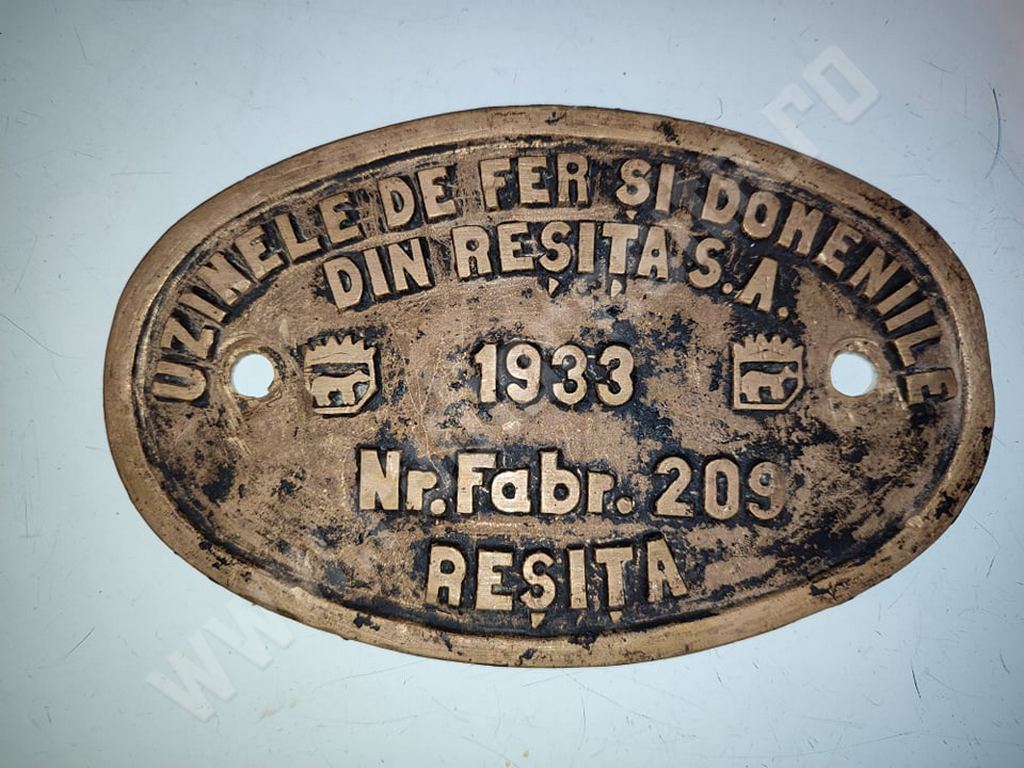 UZINELE DE FER ȘI DOMENIILE
DIN REȘIȚA S.A.
1933
Nr. Fabr. 209
REȘIȚA